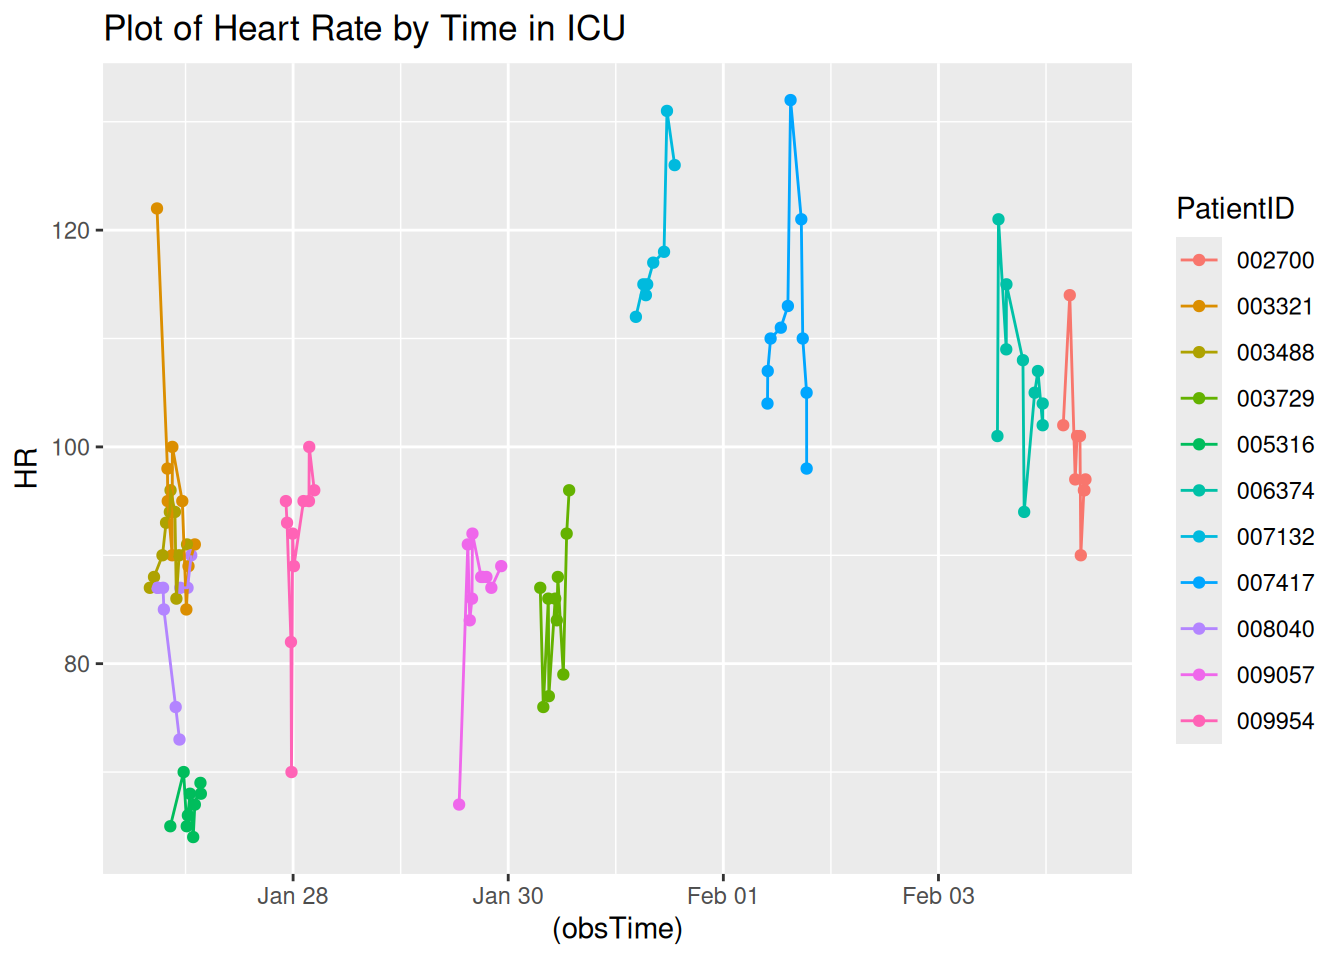 Plot of Heart Rate by Time in ICU
HR
120
100
80
Jan 28
Jan 30
Feb 01
Feb 03
(obsTime)
PatientID
002700
003321
003488
003729
005316
006374
007132
007417
008040
009057
009954